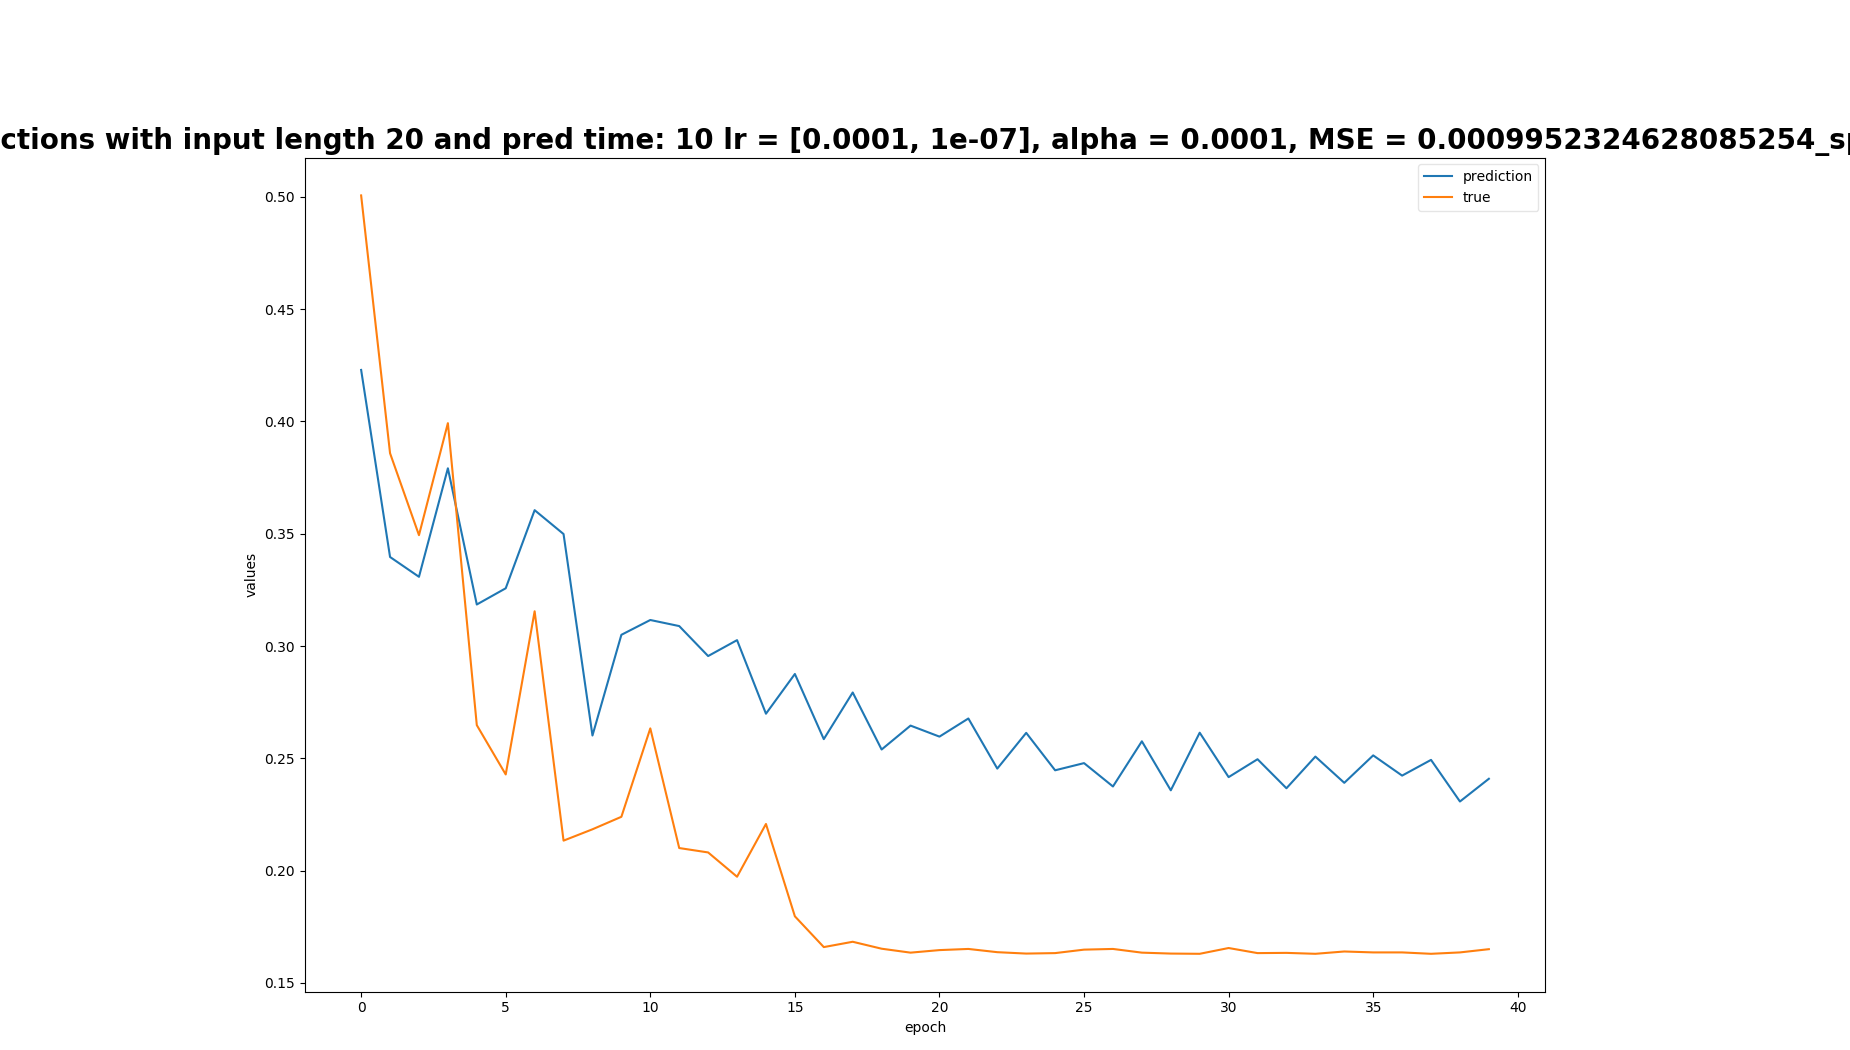 ctions with input length 20 and pred time: 10 lr = [0.0001, 1e-07], alpha = 0.0001, MSE = 0.0009952324628085254_sp
prediction
true
0.50
0.45
0.40
0.35
0.30
0.25
0.20
0.15
values
0 5 10 15 20 25 30 35 40
epoch